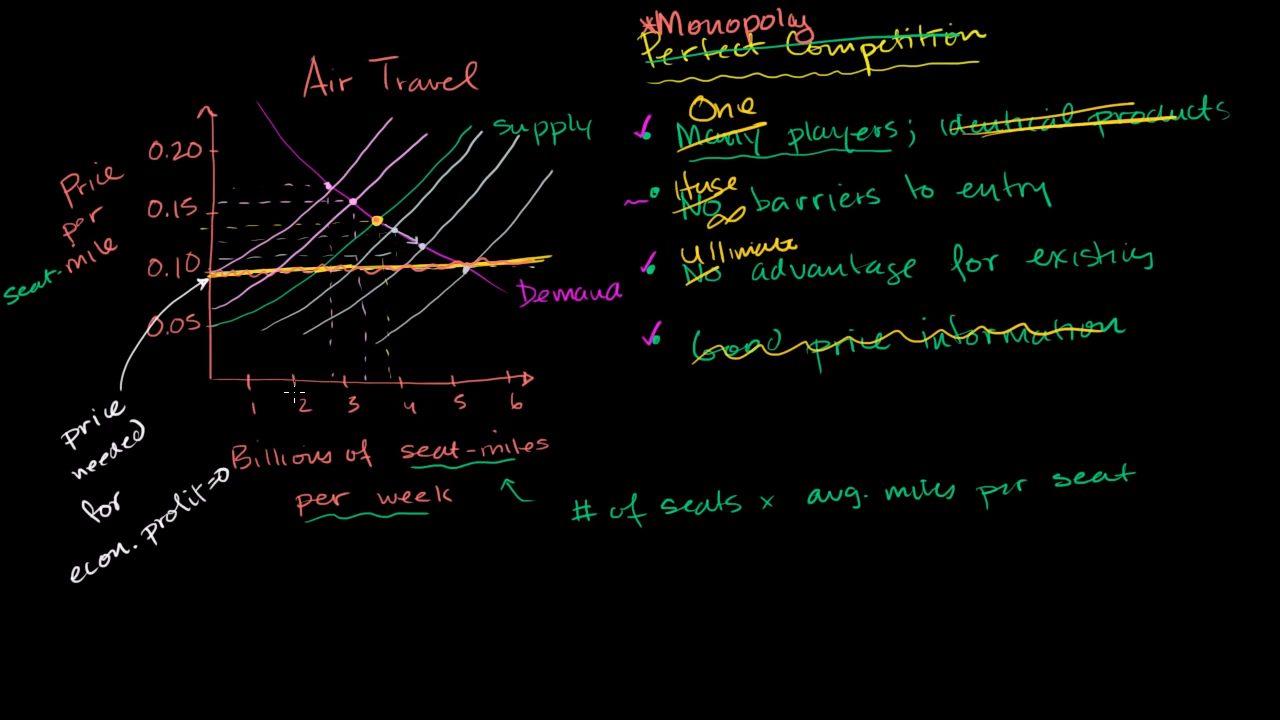 *Monopoly
Perfect Competition
Air Travel
One
Many players; identical products
Huge
No ∞ barriers to entry
Ultimate
No advantage for existing
Good price information
supply
Demand
Price
per
seat-mile
0.20
0.15
0.10
0.05
1 2 3 4 5 6
Billions of seat-miles
per week
# of seats x avg. miles per seat
price
needed
for
econ. profit=0